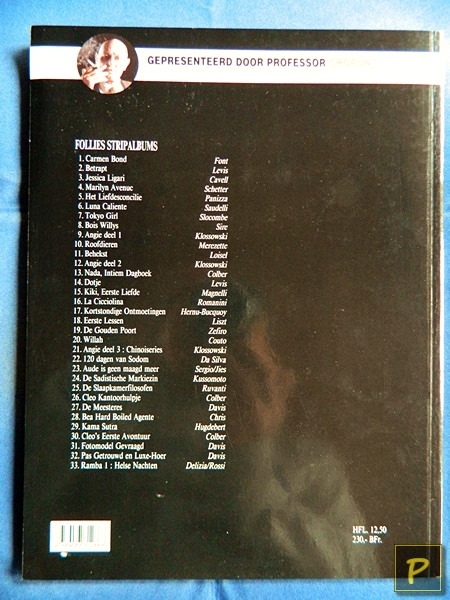 GEPRESENTEERD DOOR PROFESSOR
FOLLIES STRIPALBUMS
1. Carmen Bond Font
2. Betrapt Levis
3. Jessica Ligari Cavell
4. Marilyn Avenue Schetter
5. Het Liefdesconcilie Panizza
6. Luna Caliente Saudelli
7. Tokyo Girl Slocombe
8. Bois Willys Sire
9. Angie deel 1 Klossowski
10. Roofdieren Merezette
11. Behekst Loisel
12. Angie deel 2 Klossowski
13. Nada, Intiem Dagboek Colber
14. Dotje Levis
15. Kiki, Eerste Liefde Magnelli
16. La Cicciolina Romanini
17. Kortstondige Ontmoetingen Hernu-Bucquoy
18. Eerste Lessen Liszt
19. De Gouden Poort Zefiro
20. Willah Couto
21. Angie deel 3 : Chinoiseries Klossowski
22. 120 dagen van Sodom Da Silva
23. Aude is geen maagd meer Sergio/Jies
24. De Sadistische Markiezin Kussomoto
25. De Slaapkamerfilosofen Ruvanti
26. Cleo Kantoorhulpje Colber
27. De Meesteres Davis
28. Bea Hard Boiled Agente Chris
29. Kama Sutra Hugdebert
30. Cleo's Eerste Avontuur Colber
31. Fotomodel Gevraagd Davis
32. Pas Getrouwd en Luxe-Hoer Davis
33. Ramba 1 : Helse Nachten Delizia/Rossi
HFL. 12,50
230,- BFr.
P